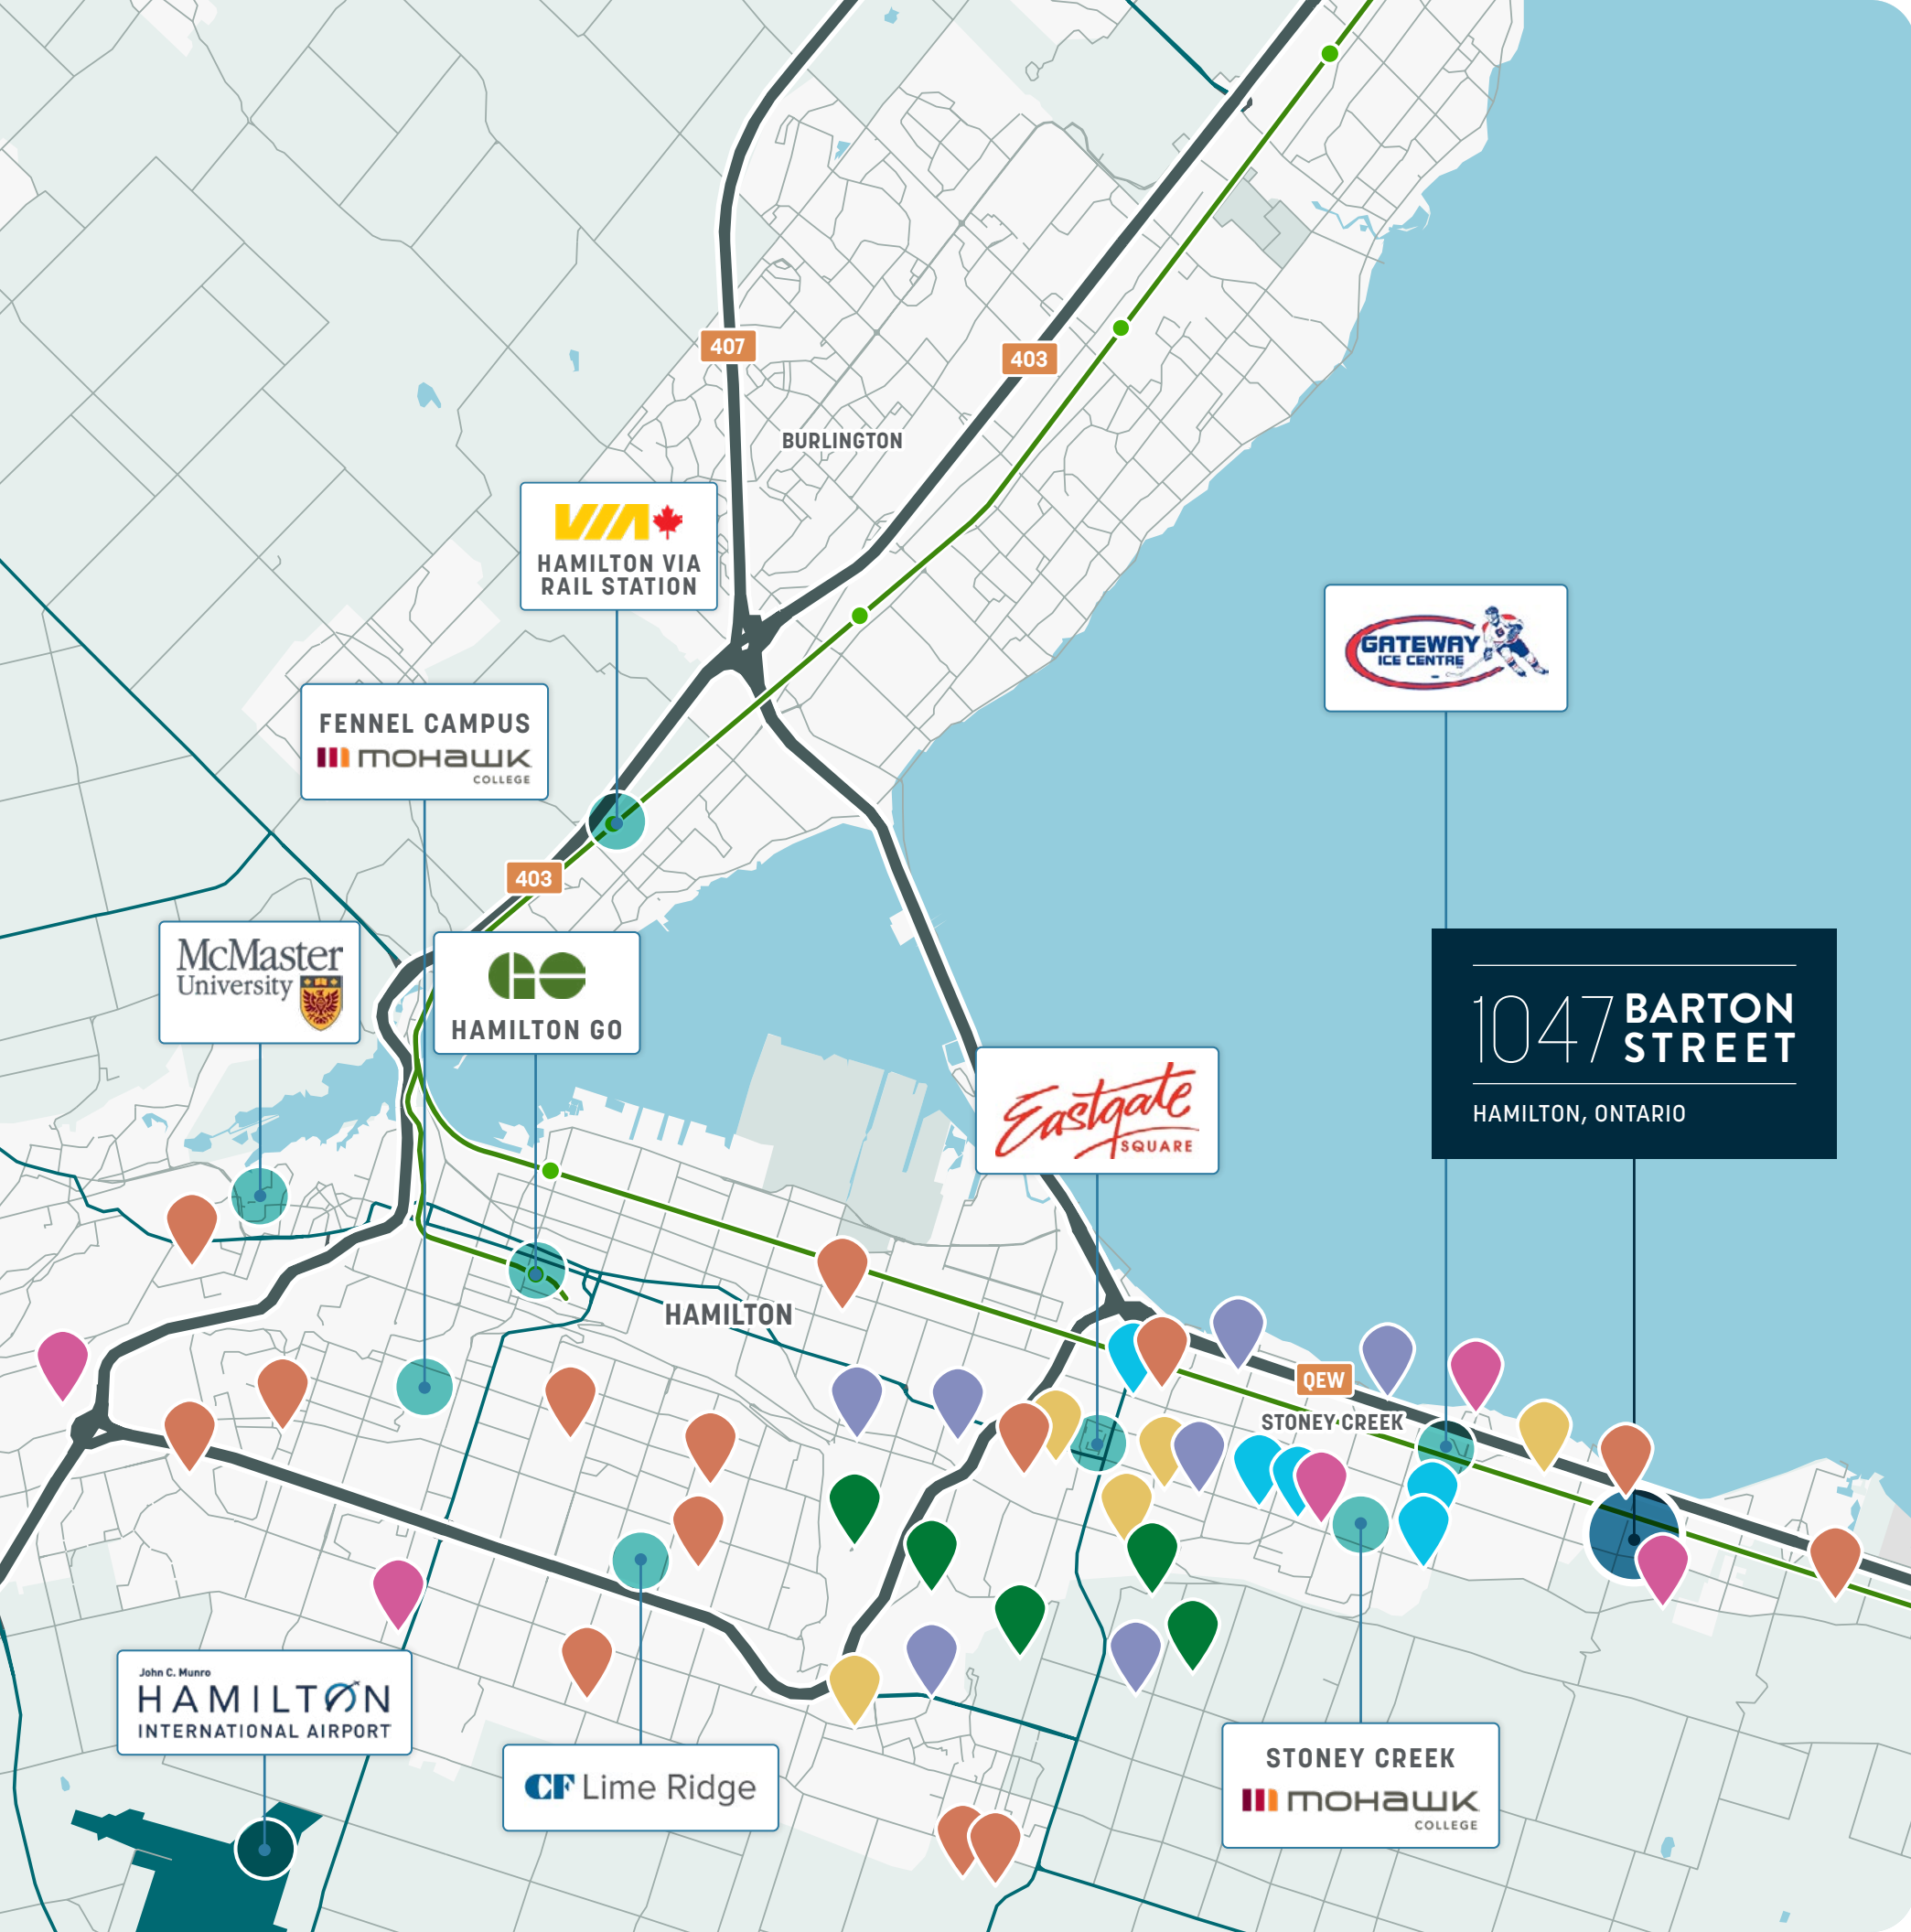 407
403
BURLINGTON
VIA
HAMILTON VIA
RAIL STATION
GATEWAY
ICE CENTRE
FENNEL CAMPUS
mohawk
COLLEGE
403
McMaster
University
GO
HAMILTON GO
1047 BARTON
STREET
HAMILTON, ONTARIO
Eastgate
SQUARE
HAMILTON
QEW
STONEY CREEK
John C. Munro
HAMILTON
INTERNATIONAL AIRPORT
CF Lime Ridge
STONEY CREEK
mohawk
COLLEGE